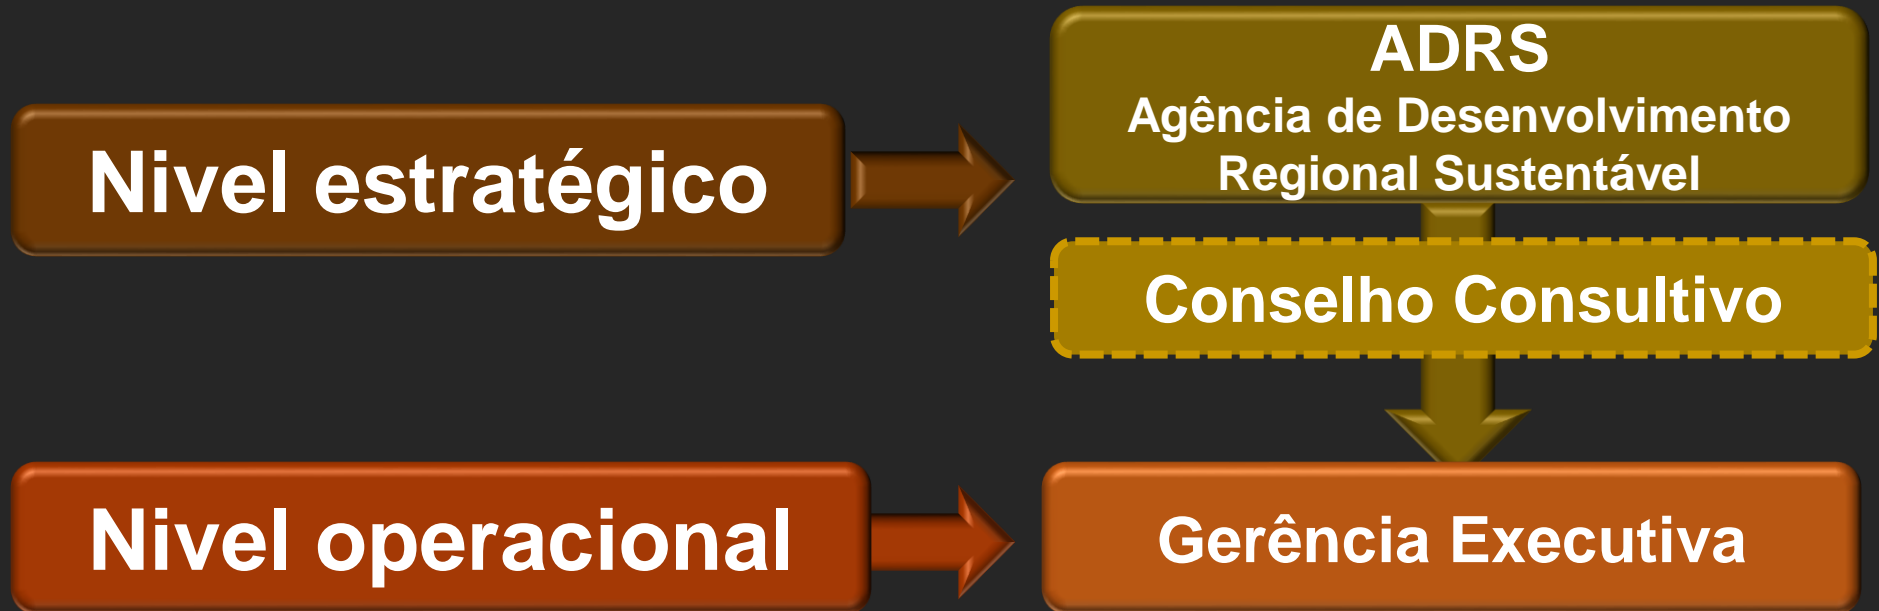 ADRS
Agência de Desenvolvimento
Regional Sustentável
Nivel estratégico
Conselho Consultivo
Nivel operacional
Gerência Executiva